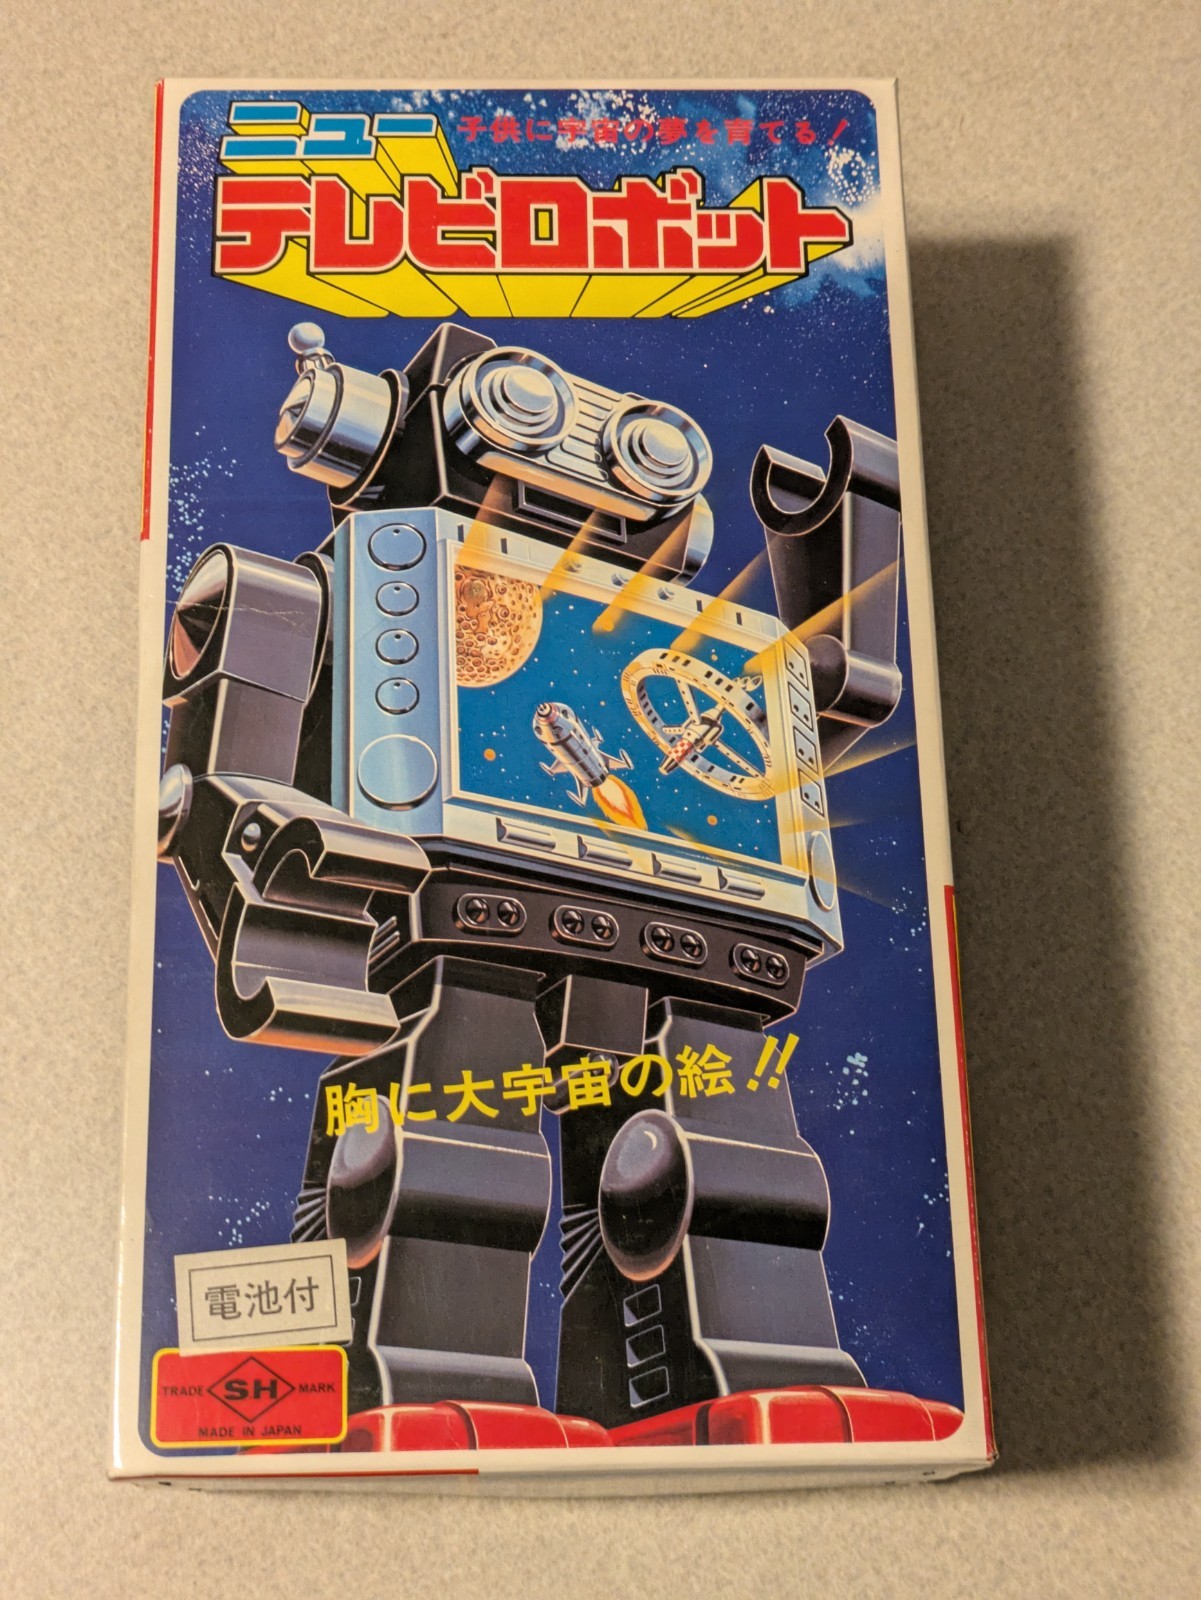 ニュー
子供に宇宙の夢を育てる!
テレビロボット
胸に大宇宙の絵!!
電池付
TRADE SH MARK
MADE IN JAPAN